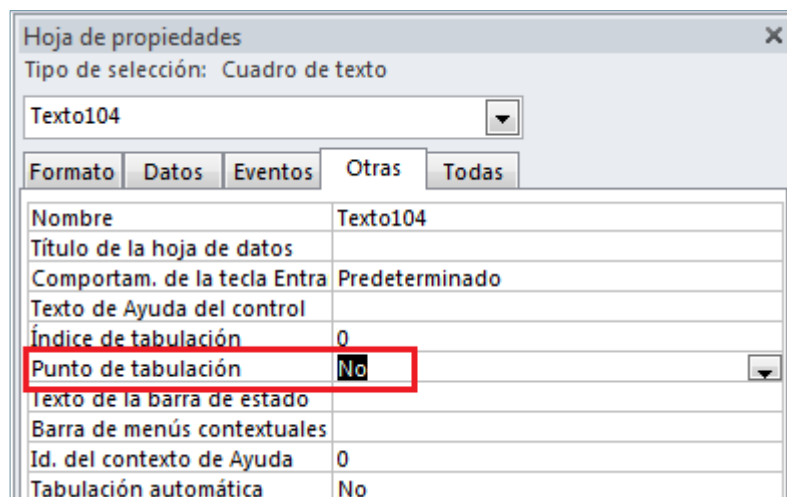 Hoja de propiedades
Tipo de selección: Cuadro de texto
Texto104
Formato Datos Eventos Otras Todas
Nombre Texto104
Título de la hoja de datos
Comportam. de la tecla Entra Predeterminado
Texto de Ayuda del control
Índice de tabulación 0
Punto de tabulación No
Texto de la barra de estado
Barra de menús contextuales
Id. del contexto de Ayuda 0
Tabulación automática No